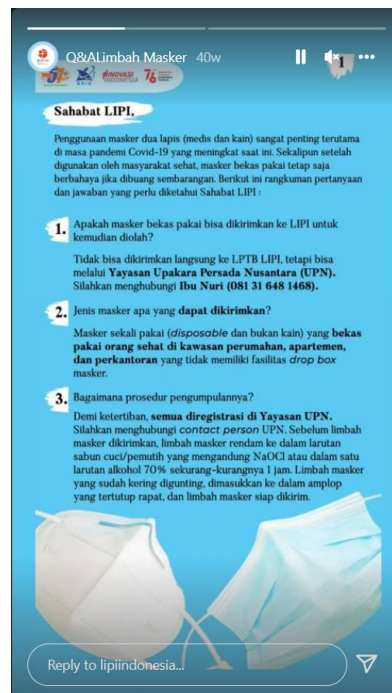 Q&ALimbah Masker 40w
57
BRIN
#INOVASI
INDONESIA
76
1
Sahabat LIPI,
Penggunaan masker dua lapis (medis dan kain) sangat penting terutama
di masa pandemi Covid-19 yang meningkat saat ini. Sekalipun setelah
digunakan oleh masyarakat sehat, masker bekas pakai tetap saja
berbahaya jika dibuang sembarangan. Berikut ini rangkuman pertanyaan
dan jawaban yang perlu diketahui Sahabat LIPI :
1. Apakah masker bekas pakai bisa dikirimkan ke LIPI untuk
kemudian diolah?
Tidak bisa dikirimkan langsung ke LPTB LIPI, tetapi bisa
melalui Yayasan Upakara Persada Nusantara (UPN).
Silahkan menghubungi Ibu Nuri (081 31 648 1468).
2. Jenis masker apa yang dapat dikirimkan?
Masker sekali pakai (disposable dan bukan kain) yang bekas
pakai orang sehat di kawasan perumahan, apartemen,
dan perkantoran yang tidak memiliki fasilitas drop box
masker.
3. Bagaimana prosedur pengumpulannya?
Demi ketertiban, semua diregistrasi di Yayasan UPN.
Silahkan menghubungi contact person UPN. Sebelum limbah
masker dikirimkan, limbah masker rendam ke dalam larutan
sabun cuci/pemutih yang mengandung NaOCl atau dalam satu
larutan alkohol 70% sekurang-kurangnya 1 jam. Limbah masker
yang sudah kering digunting, dimasukkan ke dalam amplop
yang tertutup rapat, dan limbah masker siap dikirim.
Reply to lipiindonesia...